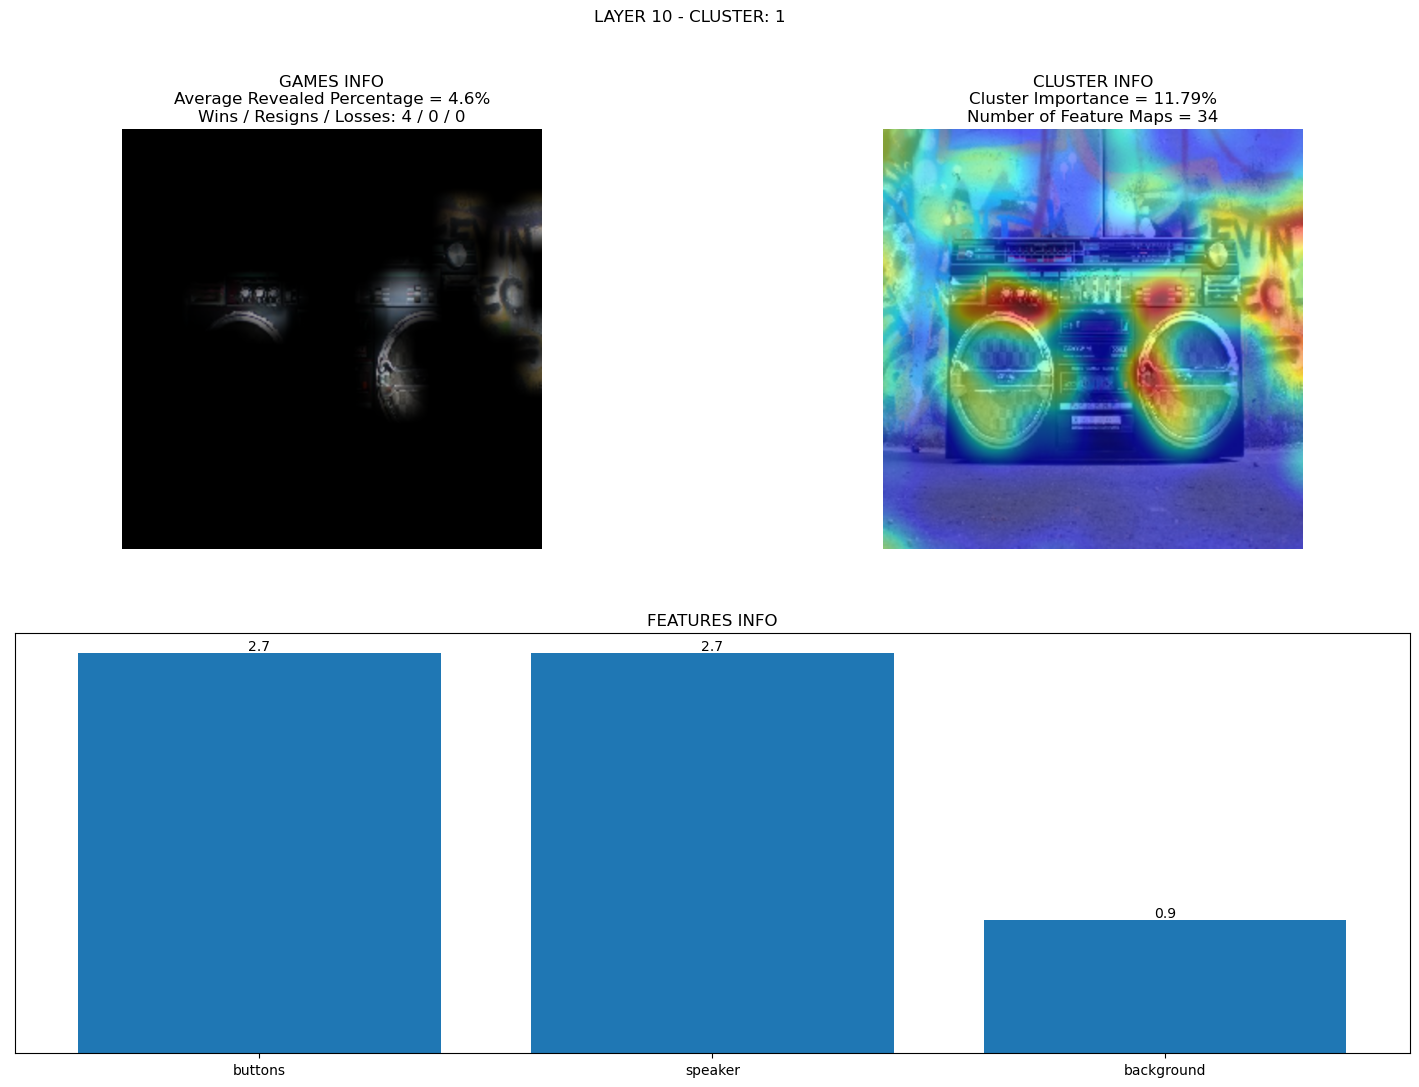 LAYER 10 - CLUSTER: 1
GAMES INFO
Average Revealed Percentage = 4.6%
Wins / Resigns / Losses: 4 / 0 / 0
CLUSTER INFO
Cluster Importance = 11.79%
Number of Feature Maps = 34
FEATURES INFO
2.7
2.7
0.9
buttons
speaker
background